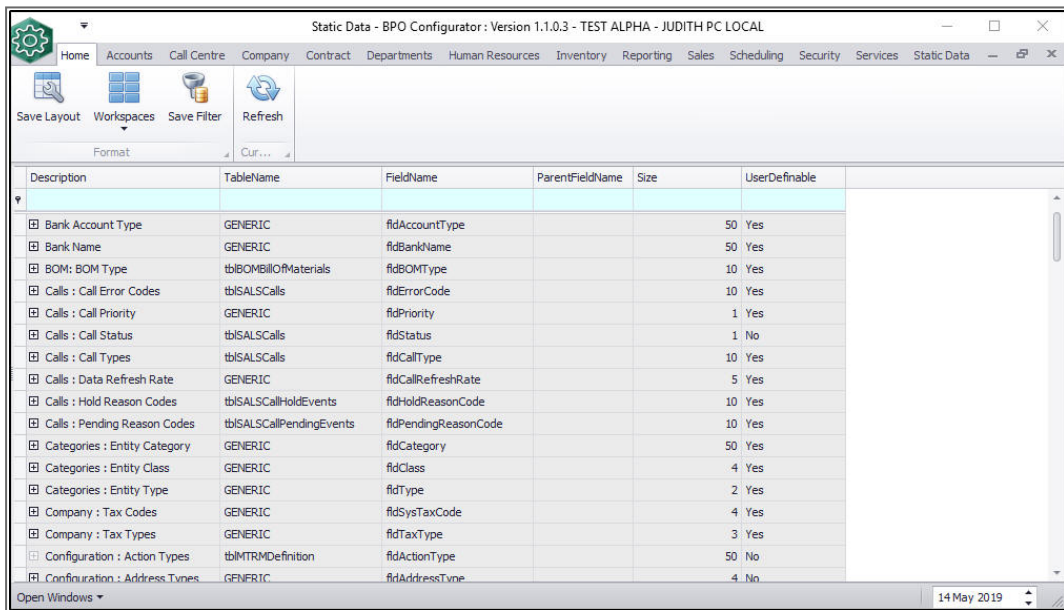 Static Data - BPO Configurator : Version 1.1.0.3 - TEST ALPHA - JUDITH PC LOCAL
Home Accounts Call Centre Company Contract Departments Human Resources Inventory Reporting Sales Scheduling Security Services Static Data
Save Layout Workspaces Save Filter Refresh
Format Cur...
Description TableName FieldName ParentFieldName Size UserDefinable
Bank Account Type GENERIC fldAccountType 50 Yes
Bank Name GENERIC fldBankName 50 Yes
BOM: BOM Type tblBOMBillOfMaterials fldBOMType 10 Yes
Calls : Call Error Codes tblSALSCalls fldErrorCode 10 Yes
Calls : Call Priority GENERIC fldPriority 1 Yes
Calls : Call Status tblSALSCalls fldStatus 1 No
Calls : Call Types tblSALSCalls fldCallType 10 Yes
Calls : Data Refresh Rate GENERIC fldCallRefreshRate 5 Yes
Calls : Hold Reason Codes tblSALSCallHoldEvents fldHoldReasonCode 10 Yes
Calls : Pending Reason Codes tblSALSCallPendingEvents fldPendingReasonCode 10 Yes
Categories : Entity Category GENERIC fldCategory 50 Yes
Categories : Entity Class GENERIC fldClass 4 Yes
Categories : Entity Type GENERIC fldType 2 Yes
Company : Tax Codes GENERIC fldSysTaxCode 4 Yes
Company : Tax Types GENERIC fldTaxType 3 Yes
Configuration : Action Types tblMTRMDefinition fldActionType 50 No
Configuration : Address Types GENERIC fldAddressType 4 No
Open Windows 14 May 2019